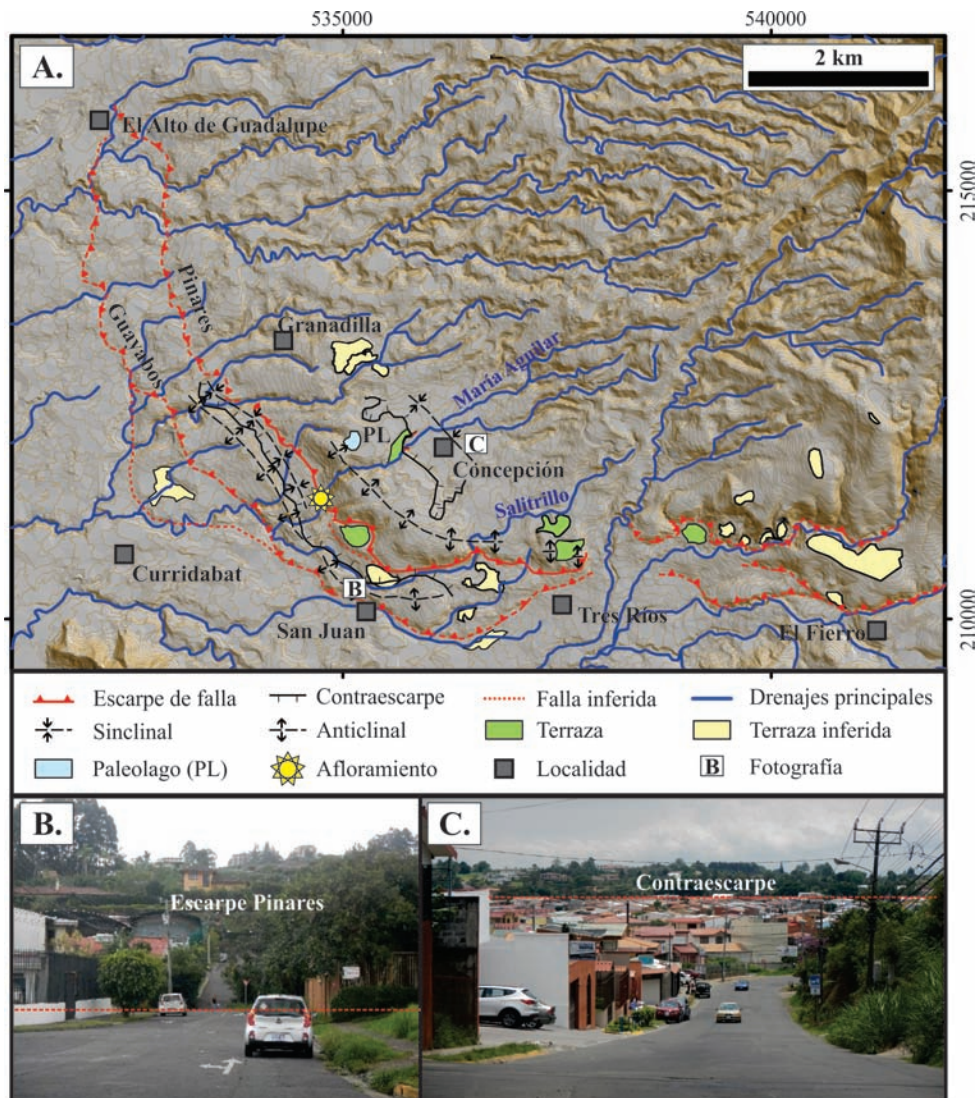 535000
540000
A.
2 km
El Alto de Guadalupe
215000
Pinares
Guayabos
Granadilla
María Aguilar
PL
C
Concepción
Salitrillo
Curridabat
B
San Juan
Tres Ríos
El Fierro
210000
Escarpe de falla
Contraescarpe
Falla inferida
Drenajes principales
Sinclinal
Anticlinal
Terraza
Terraza inferida
Paleolago (PL)
Afloramiento
Localidad
B
Fotografía
B.
Escarpe Pinares
C.
Contraescarpe